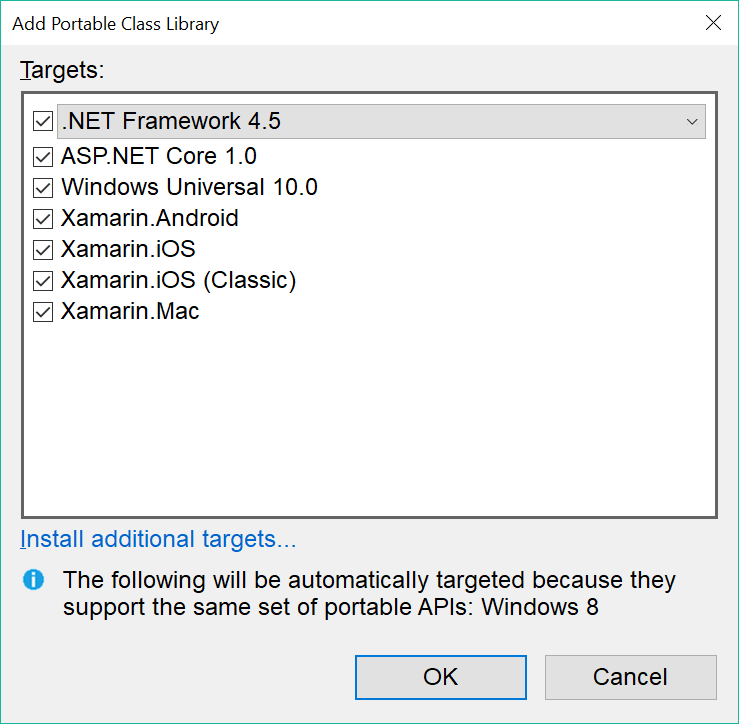 Add Portable Class Library
Targets:
.NET Framework 4.5
ASP.NET Core 1.0
Windows Universal 10.0
Xamarin.Android
Xamarin.iOS
Xamarin.iOS (Classic)
Xamarin.Mac
Install additional targets...
The following will be automatically targeted because they
support the same set of portable APIs: Windows 8
OK
Cancel